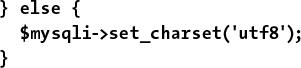 } else {
  $mysqli->set_charset('utf8');
}